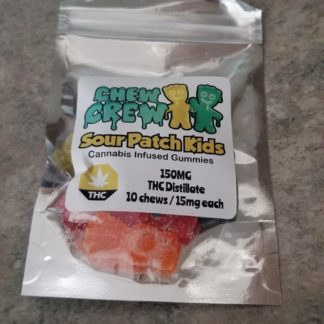 CHEW
CREW
Sour Patch Kids
Cannabis Infused Gummies
THC
150MG
THC Distillate
10 chews / 15mg each